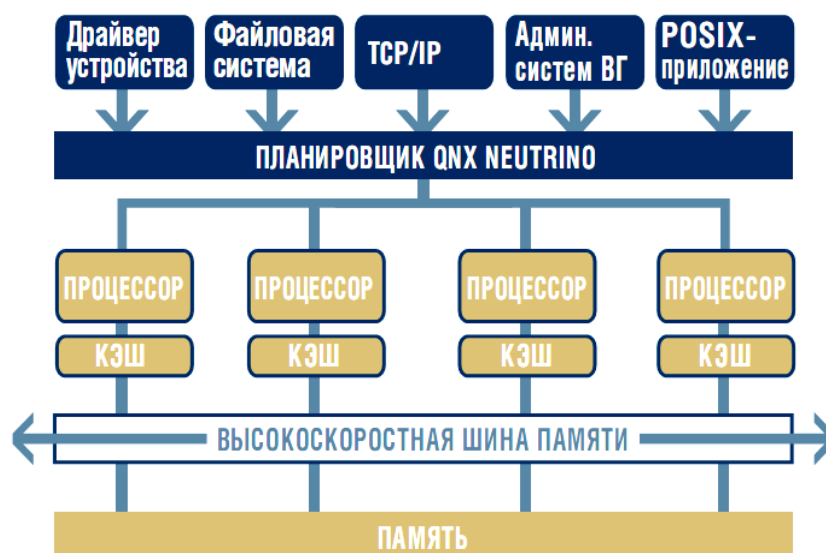 Драйвер
устройства
Файловая
система
TCP/IP
Админ.
систем ВГ
POSIX-
приложение
ПЛАНИРОВЩИК QNX NEUTRINO
ПРОЦЕССОР
ПРОЦЕССОР
ПРОЦЕССОР
ПРОЦЕССОР
КЭШ
КЭШ
КЭШ
КЭШ
ВЫСОКОСКОРОСТНАЯ ШИНА ПАМЯТИ
ПАМЯТЬ